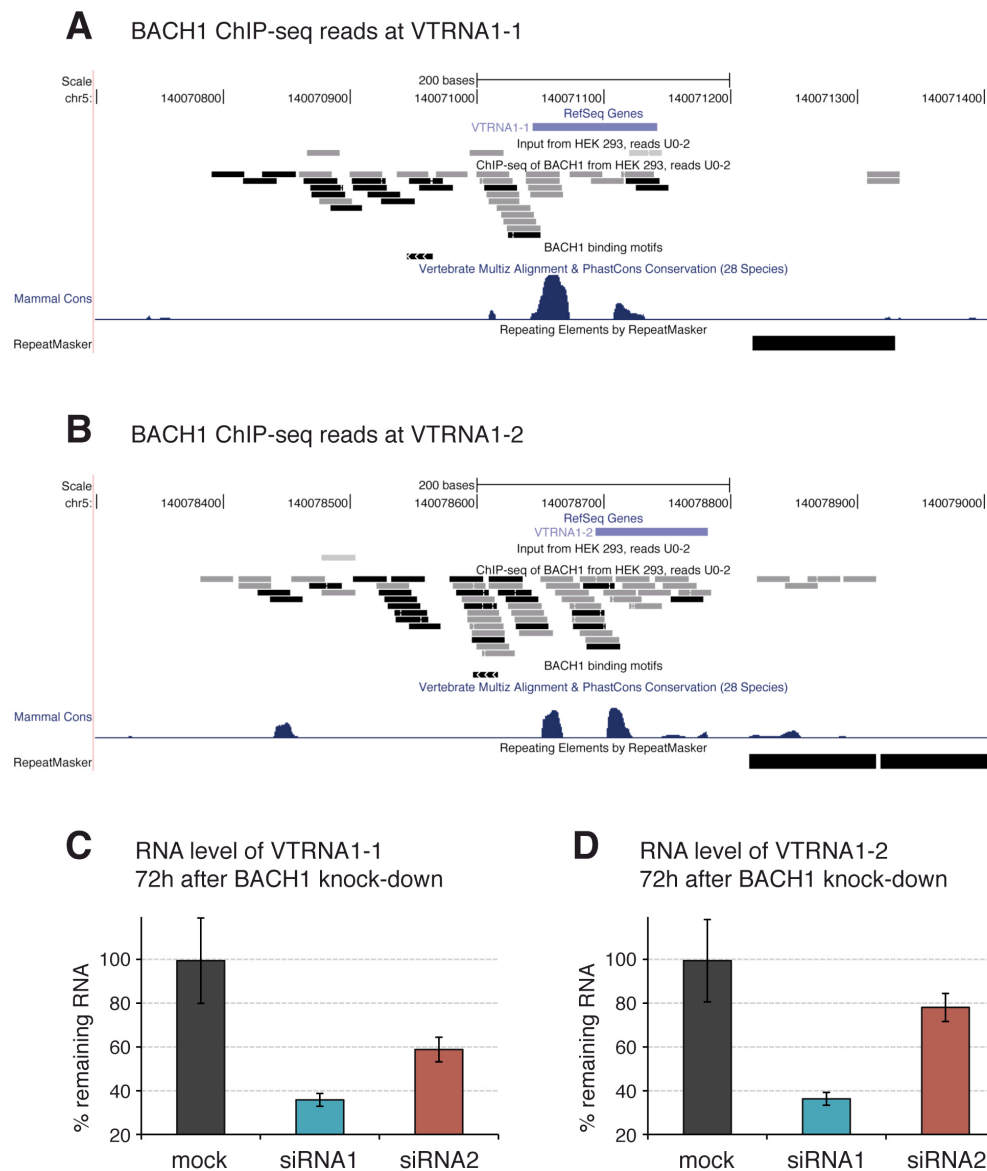 A BACH1 ChIP-seq reads at VTRNA1-1
Scale 200 bases
chr5: 140070800 140070900 140071000 140071100 140071200 140071300 140071400
RefSeq Genes
VTRNA1-1
Input from HEK 293, reads U0-2
ChIP-seq of BACH1 from HEK 293, reads U0-2
BACH1 binding motifs
Vertebrate Multiz Alignment & PhastCons Conservation (28 Species)
Mammal Cons
Repeating Elements by RepeatMasker
RepeatMasker
B BACH1 ChIP-seq reads at VTRNA1-2
Scale 200 bases
chr5: 140078400 140078500 140078600 140078700 140078800 140078900 140079000
RefSeq Genes
VTRNA1-2
Input from HEK 293, reads U0-2
ChIP-seq of BACH1 from HEK 293, reads U0-2
BACH1 binding motifs
Vertebrate Multiz Alignment & PhastCons Conservation (28 Species)
Mammal Cons
Repeating Elements by RepeatMasker
RepeatMasker
C RNA level of VTRNA1-1
72h after BACH1 knock-down
% remaining RNA
100
80
60
40
20
mock siRNA1 siRNA2
D RNA level of VTRNA1-2
72h after BACH1 knock-down
% remaining RNA
100
80
60
40
20
mock siRNA1 siRNA2